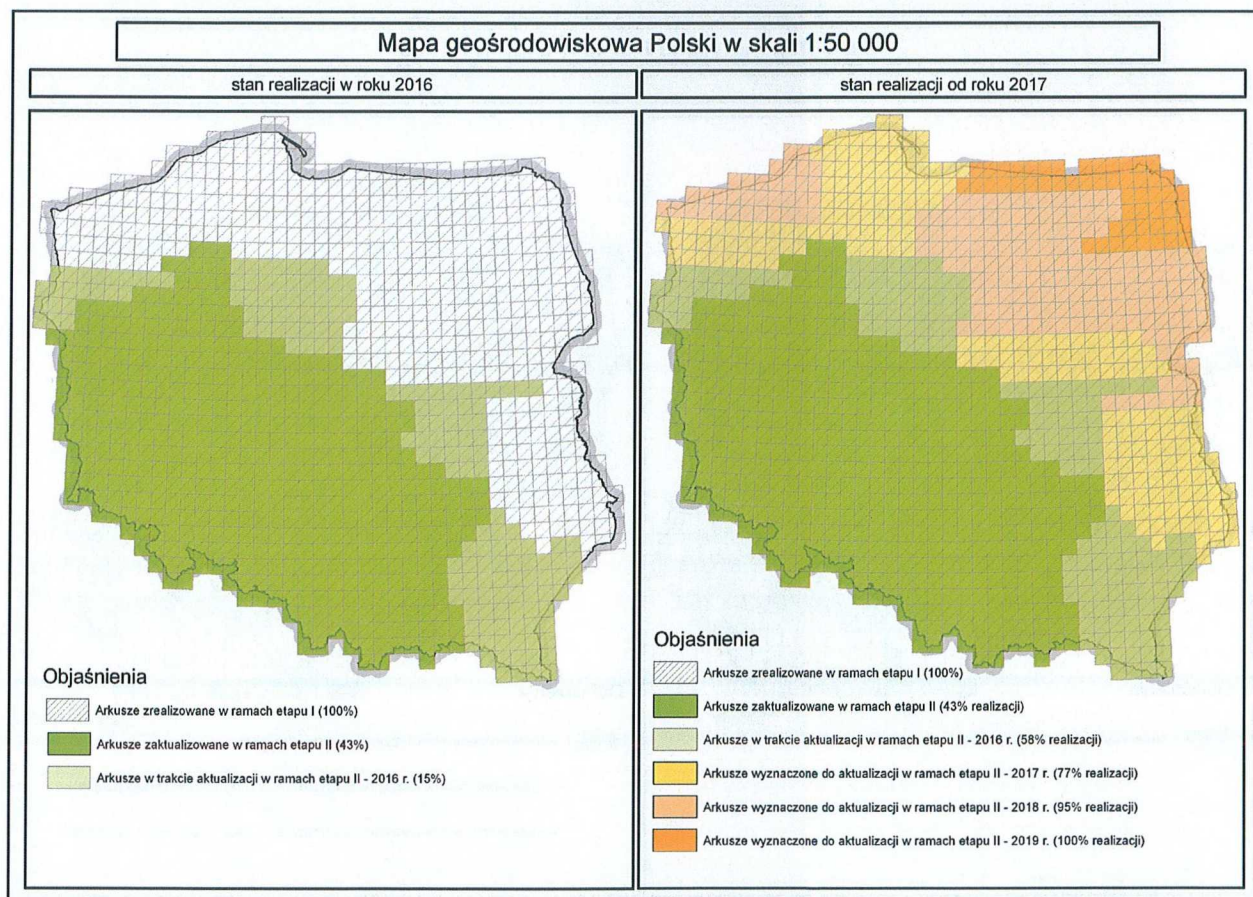 Mapa geośrodowiskowa Polski w skali 1:50 000
stan realizacji w roku 2016
stan realizacji od roku 2017
Objaśnienia
Arkusze zrealizowane w ramach etapu I (100%)
Arkusze zaktualizowane w ramach etapu II (43%)
Arkusze w trakcie aktualizacji w ramach etapu II - 2016 r. (15%)
Objaśnienia
Arkusze zrealizowane w ramach etapu I (100%)
Arkusze zaktualizowane w ramach etapu II (43% realizacji)
Arkusze w trakcie aktualizacji w ramach etapu II - 2016 r. (58% realizacji)
Arkusze wyznaczone do aktualizacji w ramach etapu II - 2017 r. (77% realizacji)
Arkusze wyznaczone do aktualizacji w ramach etapu II - 2018 r. (95% realizacji)
Arkusze wyznaczone do aktualizacji w ramach etapu II - 2019 r. (100% realizacji)